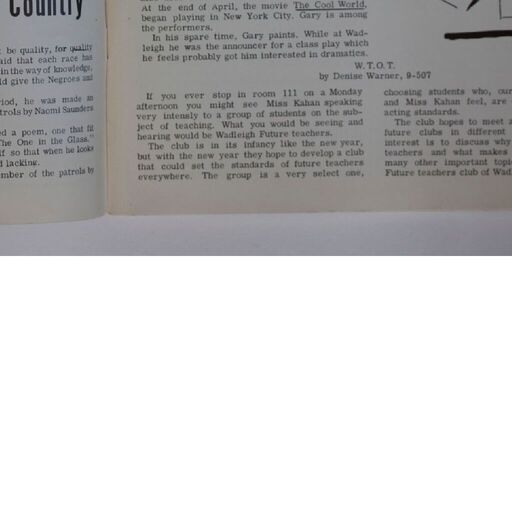 Country
be quality, for quality
aid that each race has
in the way of knowledge,
ld give the Negroes and
iod, he was made an
trols by Naomi Saunders
ed a poem, one that fit
The One in the Glass."
lf so that when he looks
d lacking.
mber of the patrols by
At the end of April, the movie The Cool World,
began playing in New York City. Gary is among
the performers.
In his spare time, Gary paints. While at Wad-
leigh he was the announcer for a class play which
he feels probably got him interested in dramatics.
W.T.O.T.
by Denise Warner, 9-507
If you ever stop in room 111 on a Monday
afternoon you might see Miss Kahan speaking
very intensly to a group of students on the sub-
ject of teaching. What you would be seeing and
hearing would be Wadleigh Future teachers.
The club is in its infancy like the new year,
but with the new year they hope to develop a club
that could set the standards of future teachers
everywhere. The group is a very select one,
choosing students who, our
and Miss Kahan feel, are
acting standards.
The club hopes to meet
future clubs in different
interest is to discuss why
teachers and what makes
many other important topi
Future teachers club of Wad